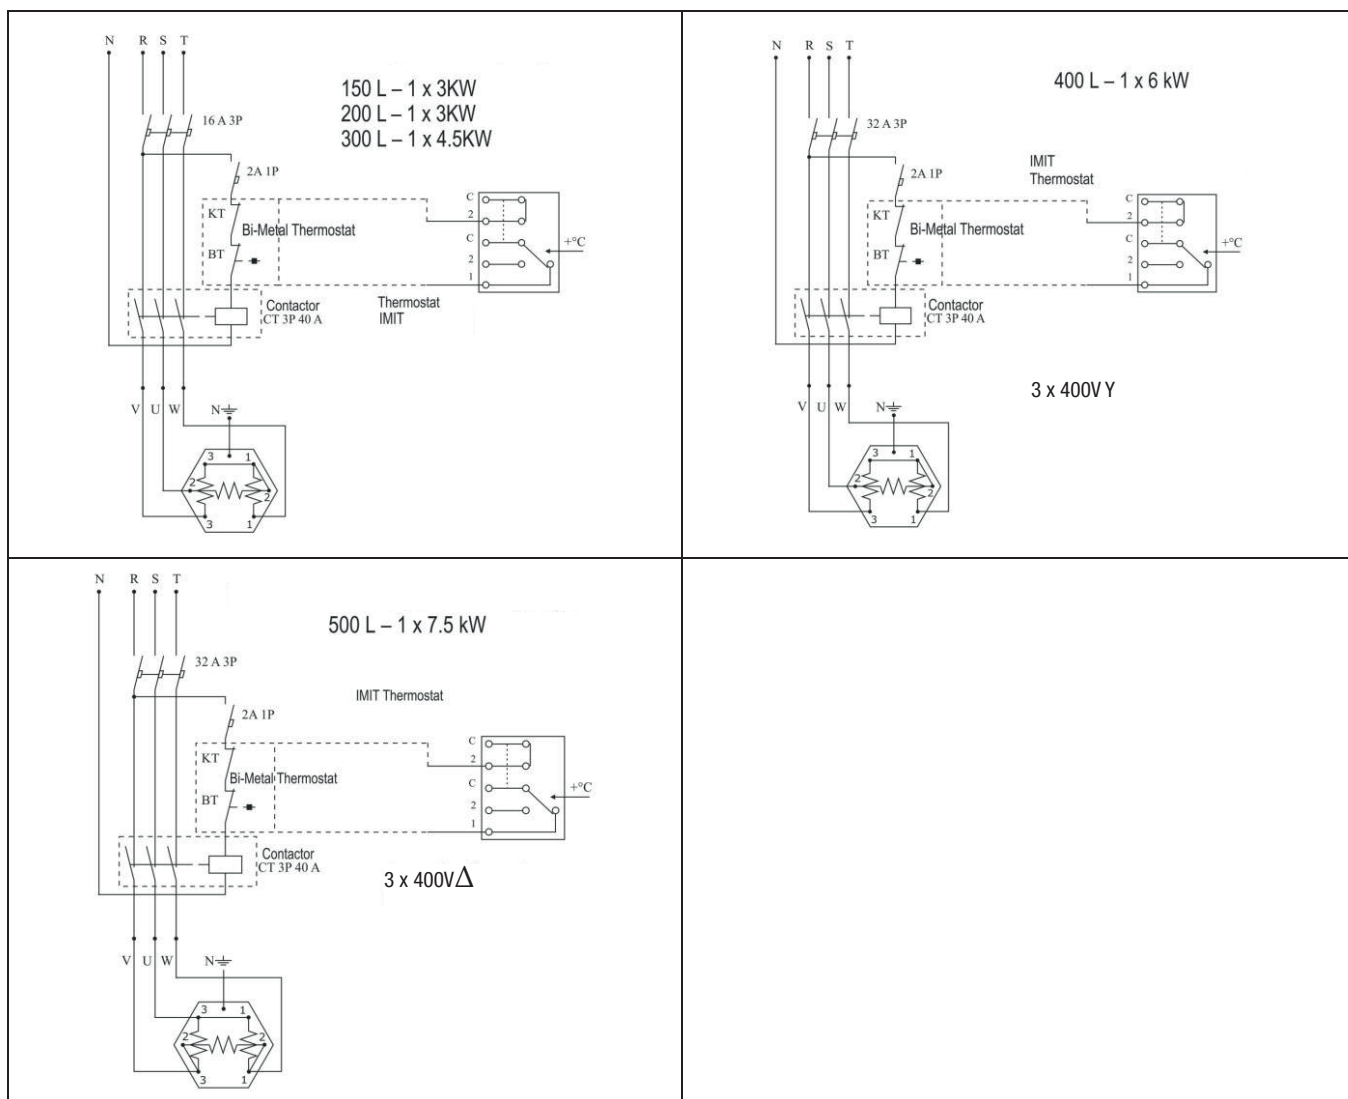 N R S T
150 L – 1 x 3KW
200 L – 1 x 3KW
300 L – 1 x 4.5KW
16 A 3P
2A 1P
C
KT
2
Bi-Metal Thermostat
C
+°C
BT
2
1
Contactor
CT 3P 40 A
Thermostat
IMIT
V U W N
3 1
2 2
3 1
N R S T
400 L – 1 x 6 kW
32 A 3P
IMIT
Thermostat
2A 1P
C
KT
2
Bi-Metal Thermostat
C
+°C
BT
2
1
Contactor
CT 3P 40 A
3 x 400V Y
V U W N
3 1
2 2
3 1
N R S T
500 L – 1 x 7.5 kW
32 A 3P
IMIT Thermostat
2A 1P
C
KT
2
Bi-Metal Thermostat
C
+°C
BT
2
1
Contactor
CT 3P 40 A
3 x 400VΔ
V U W N
3 1
2 2
3 1